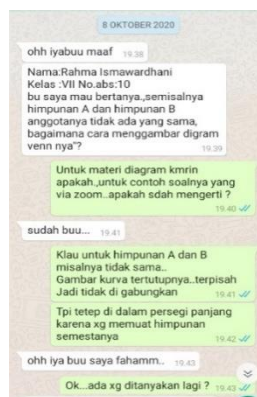 8 OKTOBER 2020
ohh iyabuu maaf 19.38
Nama:Rahma Ismawardhani
Kelas :VII No.abs:10
bu saya mau bertanya.,semisalnya
himpunan A dan himpunan B
anggotanya tidak ada yang sama,
bagaimana cara menggambar digram
venn nya"? 19.39
Untuk materi diagram kmrin
apakah.,untuk contoh soalnya yang
via zoom..apakah sdah mengerti ?
19.40
sudah buu... 19.41
Klau untuk himpunan A dan B
misalnya tidak sama..
Gambar kurva tertutupnya..terpisah
Jadi tidak di gabungkan 19.41
Tpi tetep di dalam persegi panjang
karena xg memuat himpunan
semestanya 19.42
ohh iya buu saya fahamm.. 19.43
Ok...ada xg ditanyakan lagi ? 19.43